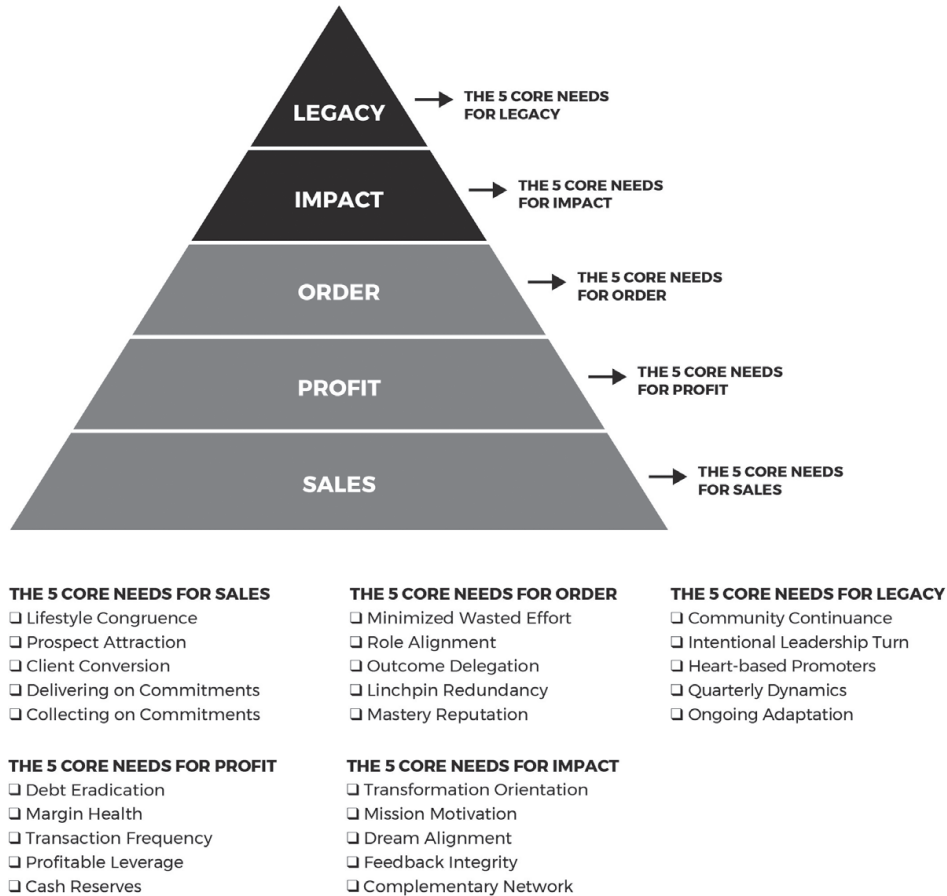 LEGACY
THE 5 CORE NEEDS
FOR LEGACY
IMPACT
THE 5 CORE NEEDS
FOR IMPACT
ORDER
THE 5 CORE NEEDS
FOR ORDER
PROFIT
THE 5 CORE NEEDS
FOR PROFIT
SALES
THE 5 CORE NEEDS
FOR SALES
THE 5 CORE NEEDS FOR SALES
❑ Lifestyle Congruence
❑ Prospect Attraction
❑ Client Conversion
❑ Delivering on Commitments
❑ Collecting on Commitments
THE 5 CORE NEEDS FOR ORDER
❑ Minimized Wasted Effort
❑ Role Alignment
❑ Outcome Delegation
❑ Linchpin Redundancy
❑ Mastery Reputation
THE 5 CORE NEEDS FOR LEGACY
❑ Community Continuance
❑ Intentional Leadership Turn
❑ Heart-based Promoters
❑ Quarterly Dynamics
❑ Ongoing Adaptation
THE 5 CORE NEEDS FOR PROFIT
❑ Debt Eradication
❑ Margin Health
❑ Transaction Frequency
❑ Profitable Leverage
❑ Cash Reserves
THE 5 CORE NEEDS FOR IMPACT
❑ Transformation Orientation
❑ Mission Motivation
❑ Dream Alignment
❑ Feedback Integrity
❑ Complementary Network